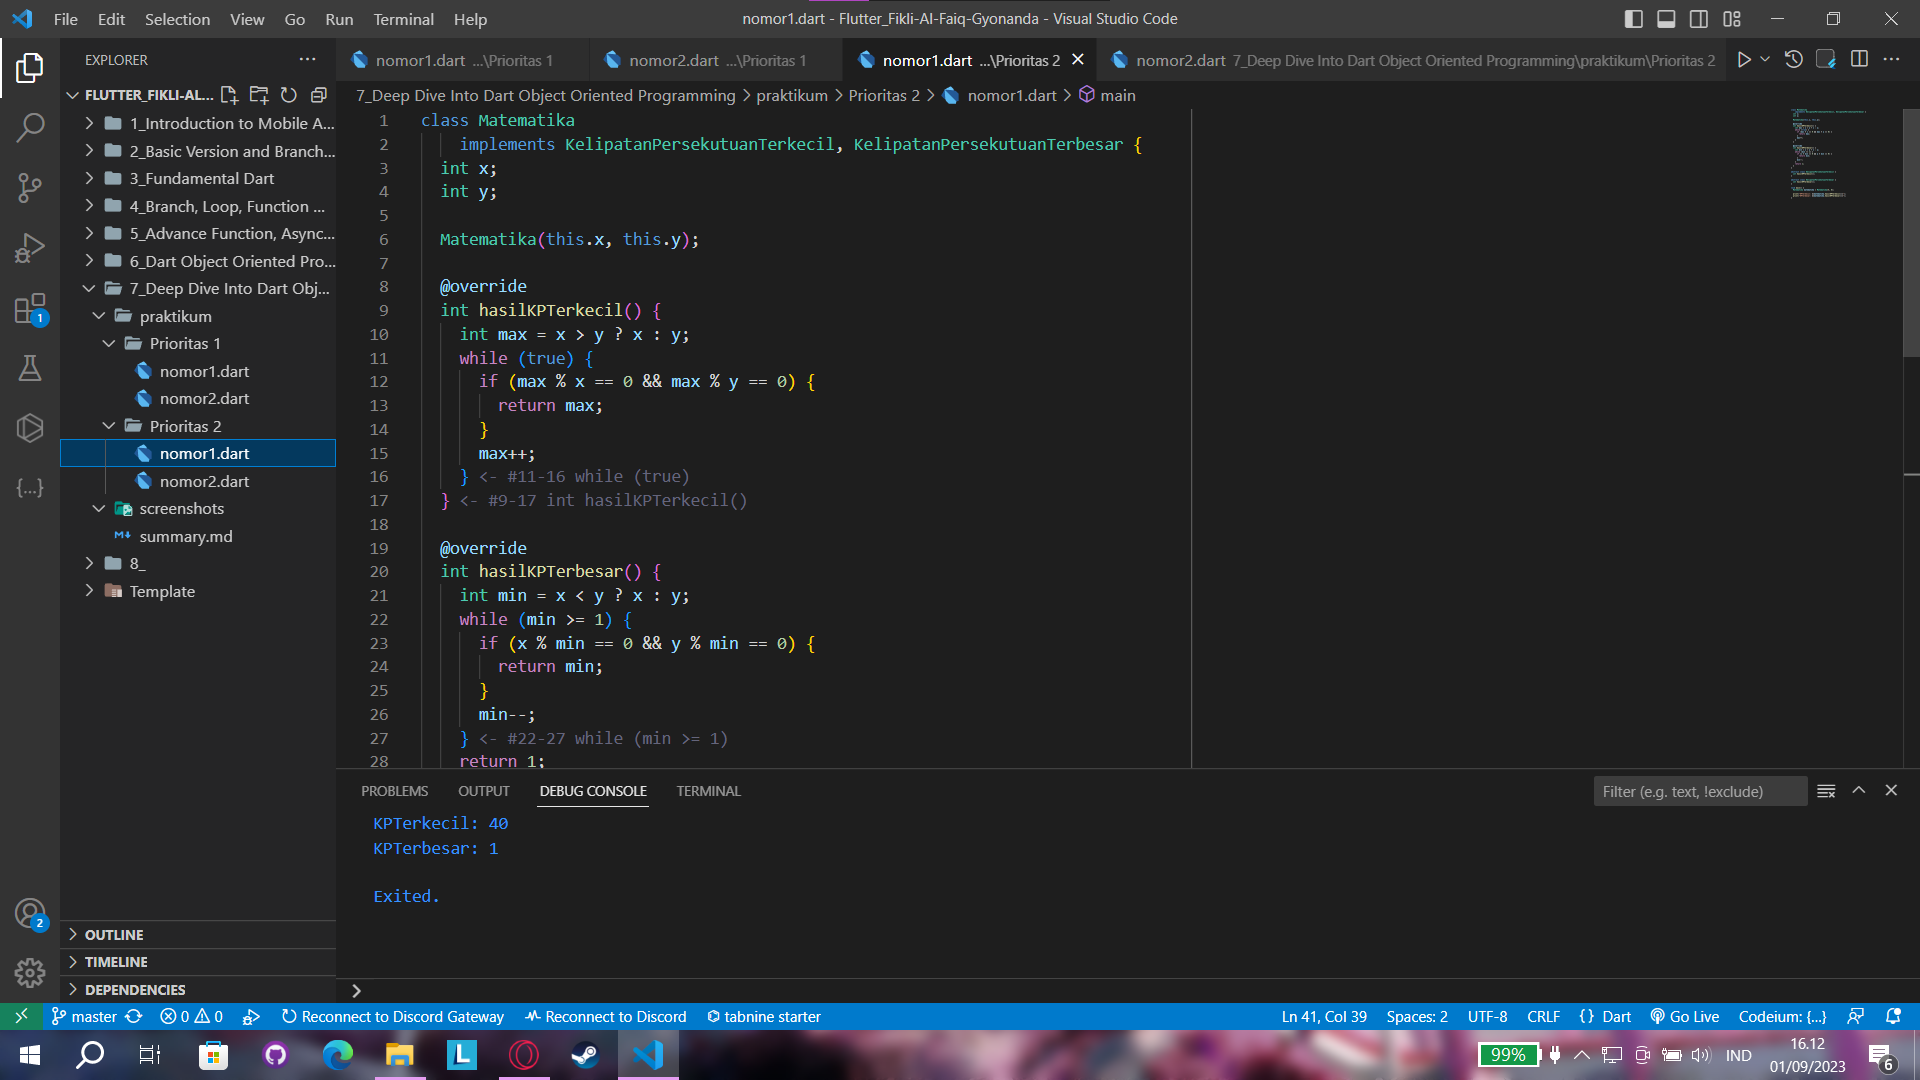 File Edit Selection View Go Run Terminal Help
nomor1.dart - Flutter_Fikli-Al-Faiq-Gyonanda - Visual Studio Code
EXPLORER
nomor1.dart ...\Prioritas 1
nomor2.dart ...\Prioritas 1
nomor1.dart ...\Prioritas 2
nomor2.dart 7_Deep Dive Into Dart Object Oriented Programming\praktikum\Prioritas 2
FLUTTER_FIKLI-AL...
1_Introduction to Mobile A...
2_Basic Version and Branch...
3_Fundamental Dart
4_Branch, Loop, Function ...
5_Advance Function, Async...
6_Dart Object Oriented Pro...
7_Deep Dive Into Dart Obj...
praktikum
Prioritas 1
nomor1.dart
nomor2.dart
Prioritas 2
nomor1.dart
nomor2.dart
screenshots
summary.md
8_
Template
OUTLINE
TIMELINE
DEPENDENCIES
7_Deep Dive Into Dart Object Oriented Programming > praktikum > Prioritas 2 > nomor1.dart > main
1 class Matematika
2 implements KelipatanPersekutuanTerkecil, KelipatanPersekutuanTerbesar {
3 int x;
4 int y;
5
6 Matematika(this.x, this.y);
7
8 @override
9 int hasilKPTerkecil() {
10 int max = x > y ? x : y;
11 while (true) {
12 if (max % x == 0 && max % y == 0) {
13 return max;
14 }
15 max++;
16 } <- #11-16 while (true)
17 } <- #9-17 int hasilKPTerkecil()
18
19 @override
20 int hasilKPTerbesar() {
21 int min = x < y ? x : y;
22 while (min >= 1) {
23 if (x % min == 0 && y % min == 0) {
24 return min;
25 }
26 min--;
27 } <- #22-27 while (min >= 1)
28 return 1;
PROBLEMS OUTPUT DEBUG CONSOLE TERMINAL
Filter (e.g. text, !exclude)
KPTerkecil: 40
KPTerbesar: 1
Exited.
1
2
master 0 0 Reconnect to Discord Gateway Reconnect to Discord tabnine starter
Ln 41, Col 39 Spaces: 2 UTF-8 CRLF {} Dart Go Live Codeium: {...}
L
99% IND
16.12
01/09/2023
6